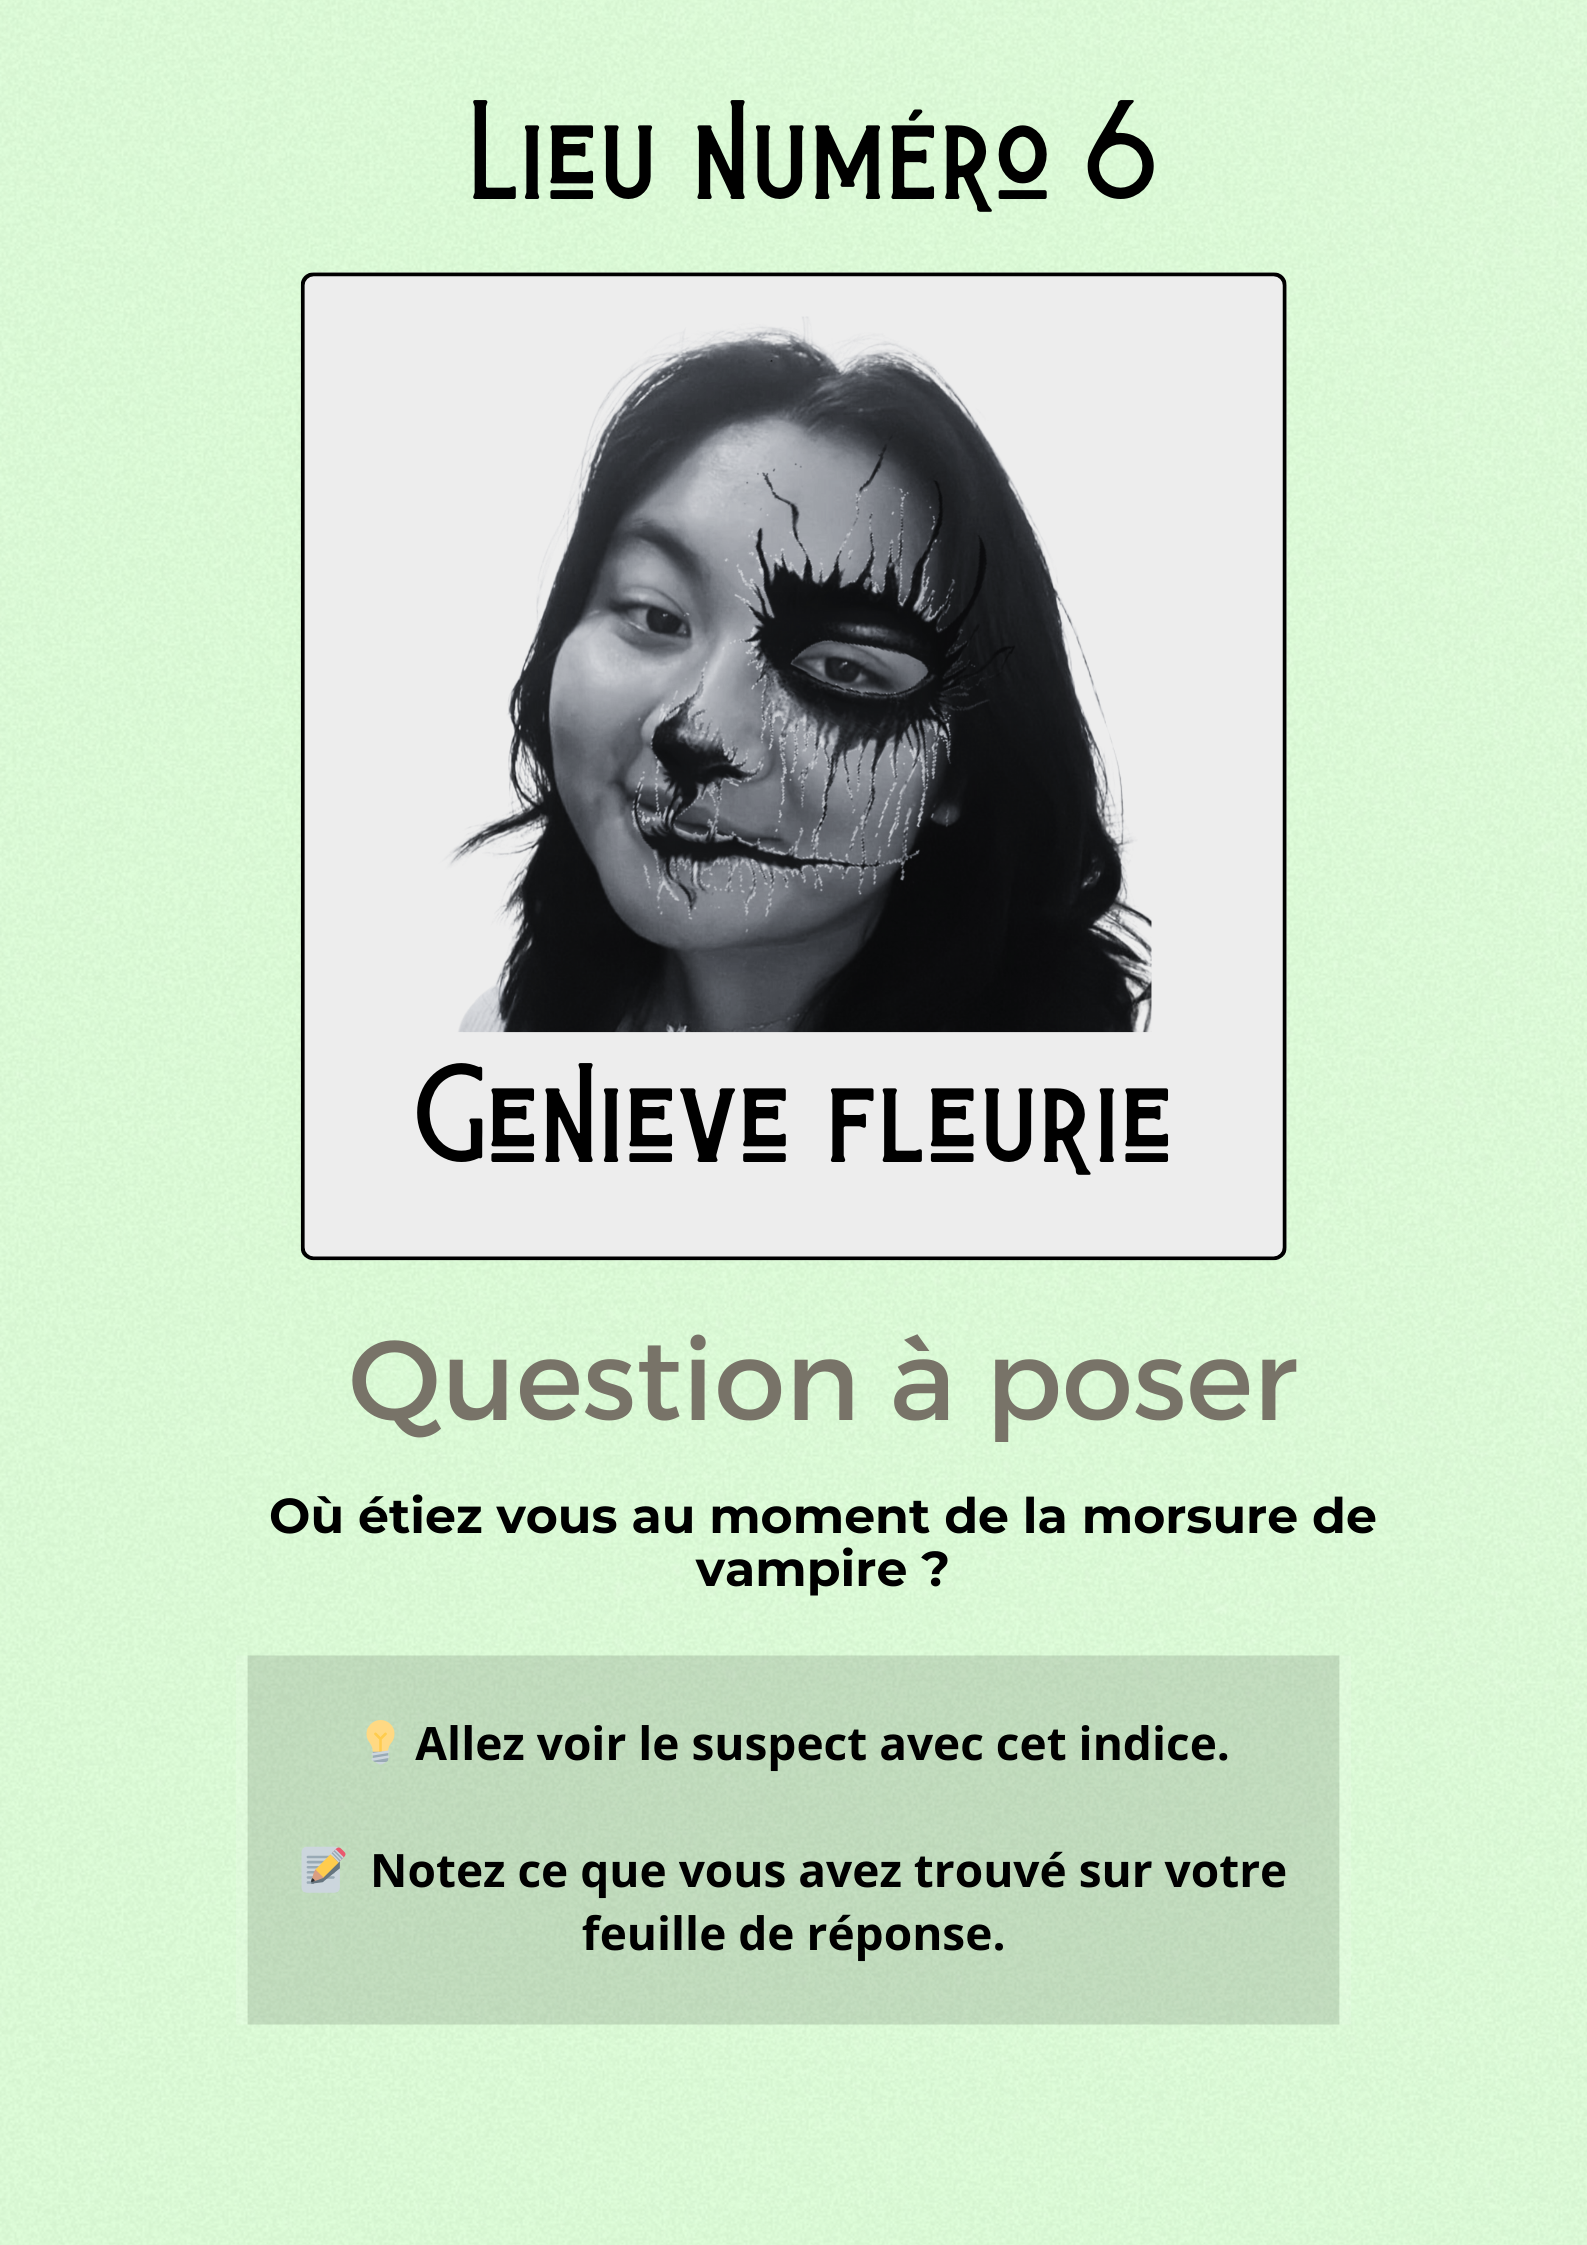 Lieu numéro 6
Genieve fleurie
Question à poser
Où étiez vous au moment de la morsure de
vampire ?
💡 Allez voir le suspect avec cet indice.
📝 Notez ce que vous avez trouvé sur votre
feuille de réponse.